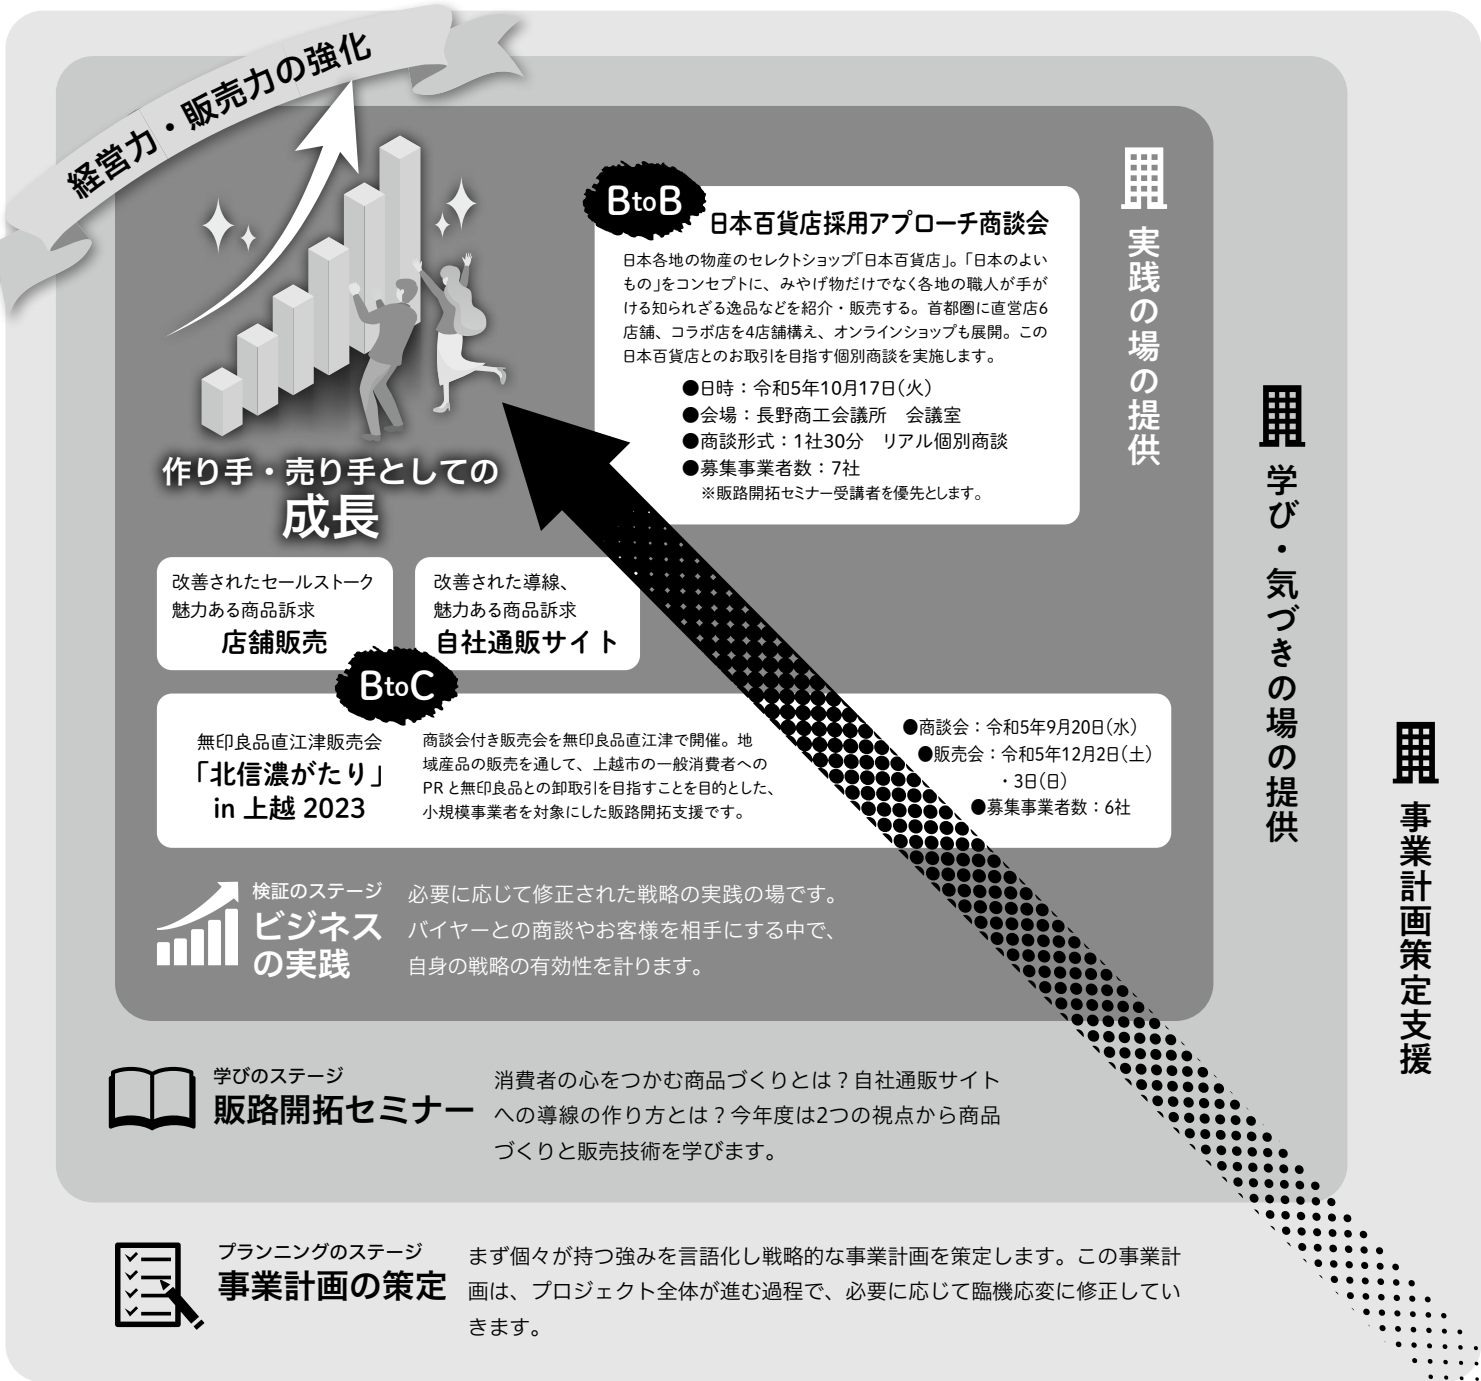 経営力・販売力の強化
BtoB
日本百貨店採用アプローチ商談会
日本各地の物産のセレクトショップ「日本百貨店」。「日本のよい
もの」をコンセプトに、みやげ物だけでなく各地の職人が手が
ける知られざる逸品などを紹介・販売する。首都圏に直営店6
店舗、コラボ店を4店舗構え、オンラインショップも展開。この
日本百貨店とのお取引を目指す個別商談を実施します。
●日時：令和5年10月17日（火）
●会場：長野商工会議所　会議室
●商談形式：1社30分　リアル個別商談
●募集事業者数：7社
※販路開拓セミナー受講者を優先とします。
実践の場の提供
学び・気づきの場の提供
事業計画策定支援
作り手・売り手としての
成長
改善されたセールストーク
魅力ある商品訴求
店舗販売
改善された導線、
魅力ある商品訴求
自社通販サイト
BtoC
無印良品直江津販売会
「北信濃がたり」
in 上越 2023
商談会付き販売会を無印良品直江津で開催。地
域産品の販売を通して、上越市の一般消費者への
PR と無印良品との卸取引を目指すことを目的とした、
小規模事業者を対象にした販路開拓支援です。
●商談会：令和5年9月20日（水）
●販売会：令和5年12月2日（土）
・3日（日）
●募集事業者数：6社
検証のステージ
ビジネス
の実践
必要に応じて修正された戦略の実践の場です。
バイヤーとの商談やお客様を相手にする中で、
自身の戦略の有効性を計ります。
学びのステージ
販路開拓セミナー
消費者の心をつかむ商品づくりとは？自社通販サイト
への導線の作り方とは？今年度は2つの視点から商品
づくりと販売技術を学びます。
プランニングのステージ
事業計画の策定
まず個々が持つ強みを言語化し戦略的な事業計画を策定します。この事業計
画は、プロジェクト全体が進む過程で、必要に応じて臨機応変に修正してい
きます。